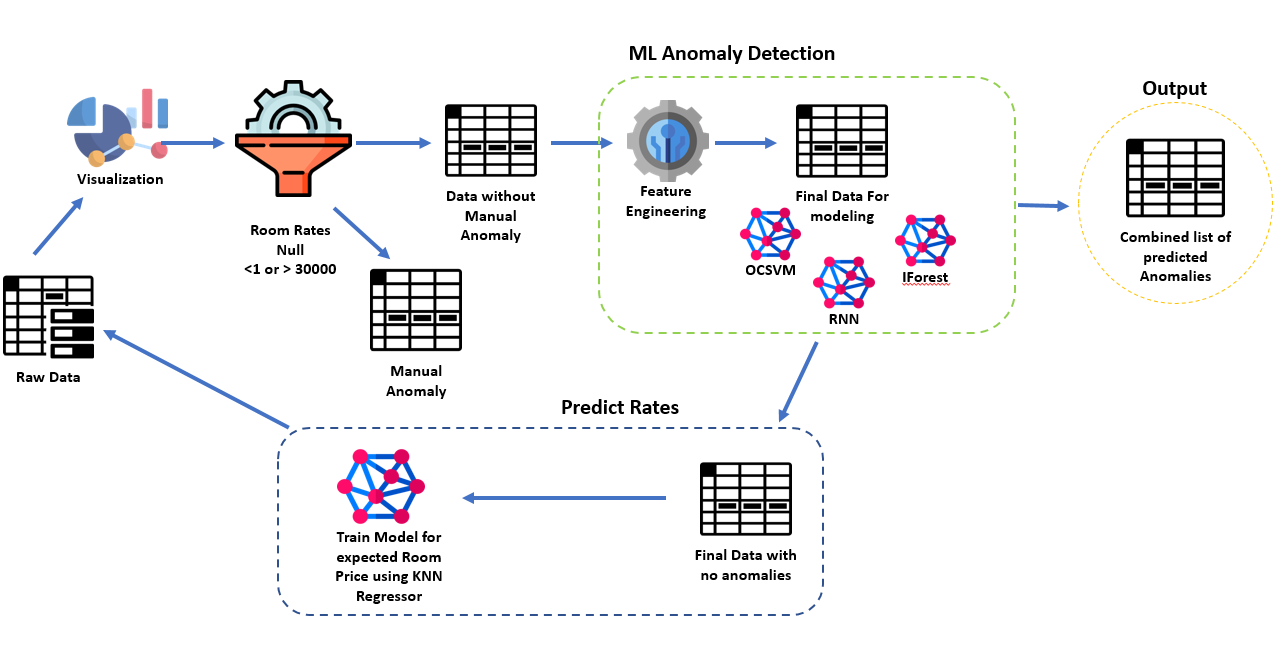 ML Anomaly Detection
Output
Visualization
Room Rates
Null
<1 or > 30000
Data without
Manual
Anomaly
Feature
Engineering
Final Data For
modeling
OCSVM
IForest
RNN
Combined list of
predicted
Anomalies
Raw Data
Manual
Anomaly
Predict Rates
Train Model for
expected Room
Price using KNN
Regressor
Final Data with
no anomalies